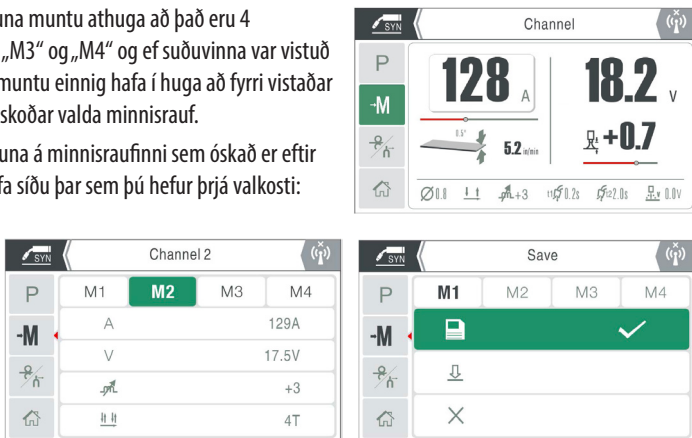 una muntu athuga að það eru 4
„M3“ og „M4“ og ef suðuvinna var vistuð
muntu einnig hafa í huga að fyrri vistaðar
skoðar valda minnisrauf.
una á minnisraufinni sem óskað er eftir
fa síðu þar sem þú hefur þrjá valkosti:
SYN Channel
P
128 A 18.2 V
-M
0.5" 5.2 m/min +0.7
0.8 +3 t1 0.2s t2 2.0s 0.0V
SYN Channel 2
P M1 M2 M3 M4
A 129A
-M
V 17.5V
+3
4T
SYN Save
P M1 M2 M3 M4
-M